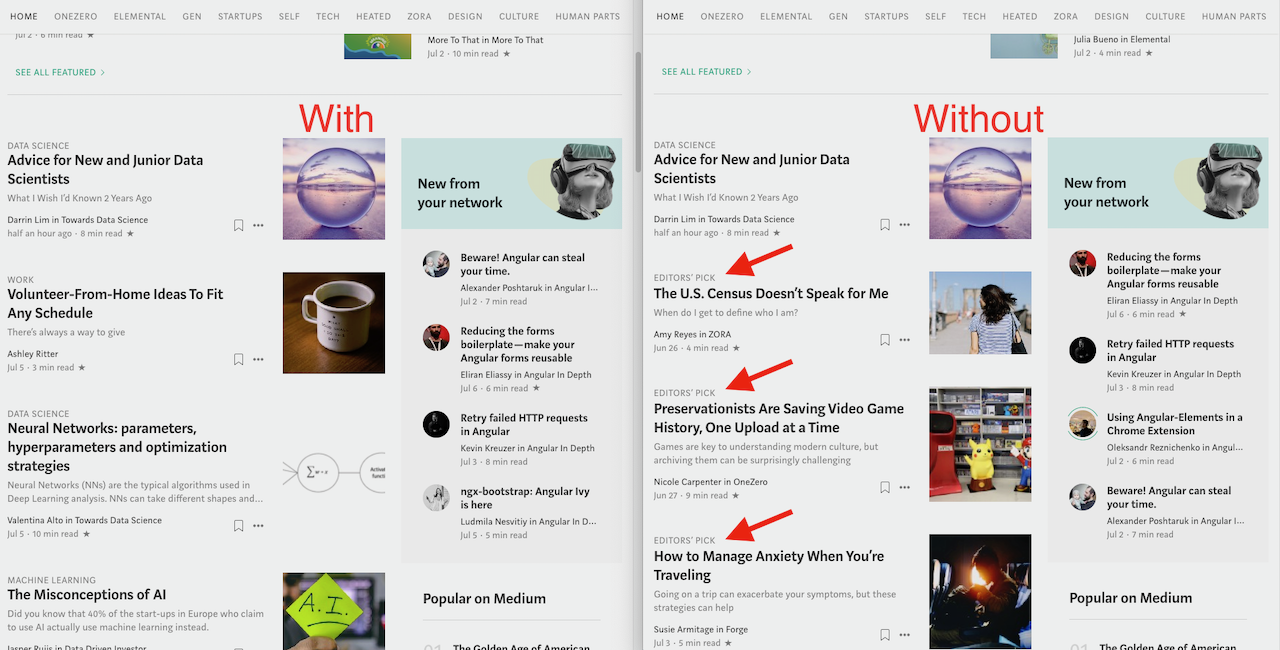 HOME ONEZERO ELEMENTAL GEN STARTUPS SELF TECH HEATED ZORA DESIGN CULTURE HUMAN PARTS
Jul 2 · 6 min read ★
More To That in More To That
Jul 2 · 10 min read ★
SEE ALL FEATURED >
With
DATA SCIENCE
Advice for New and Junior Data
Scientists
What I Wish I'd Known 2 Years Ago
Darrin Lim in Towards Data Science
half an hour ago · 8 min read ★
WORK
Volunteer-From-Home Ideas To Fit
Any Schedule
There's always a way to give
Ashley Ritter
Jul 5 · 3 min read ★
DATA SCIENCE
Neural Networks: parameters,
hyperparameters and optimization
strategies
Neural Networks (NNs) are the typical algorithms used in
Deep Learning analysis. NNs can take different shapes and…
Valentina Alto in Towards Data Science
Jul 5 · 10 min read ★
MACHINE LEARNING
The Misconceptions of AI
Did you know that 40% of the start-ups in Europe who claim
to use AI actually use machine learning instead.
Jasper Ruijs in Data Driven Investor
A.I.
New from
your network
Beware! Angular can steal
your time.
Alexander Poshtaruk in Angular I…
Jul 2 · 7 min read
Reducing the forms
boilerplate—make your
Angular forms reusable
Eliran Eliassy in Angular In Depth
Jul 6 · 6 min read ★
Retry failed HTTP requests
in Angular
Kevin Kreuzer in Angular In Depth
Jul 3 · 8 min read
ngx-bootstrap: Angular Ivy
is here
Ludmila Nesvitiy in Angular In D…
Jul 5 · 5 min read
Popular on Medium
01 The Golden Age of American
HOME ONEZERO ELEMENTAL GEN STARTUPS SELF TECH HEATED ZORA DESIGN CULTURE HUMAN PARTS
Julia Bueno in Elemental
Jul 2 · 4 min read ★
SEE ALL FEATURED >
Without
DATA SCIENCE
Advice for New and Junior Data
Scientists
What I Wish I'd Known 2 Years Ago
Darrin Lim in Towards Data Science
half an hour ago · 8 min read ★
EDITORS' PICK
The U.S. Census Doesn't Speak for Me
When do I get to define who I am?
Amy Reyes in ZORA
Jun 26 · 4 min read ★
EDITORS' PICK
Preservationists Are Saving Video Game
History, One Upload at a Time
Games are key to understanding modern culture, but
archiving them can be surprisingly challenging
Nicole Carpenter in OneZero
Jun 27 · 9 min read ★
EDITORS' PICK
How to Manage Anxiety When You're
Traveling
Going on a trip can exacerbate your symptoms, but these
strategies can help
Susie Armitage in Forge
Jul 3 · 5 min read ★
New from
your network
Reducing the forms
boilerplate—make your
Angular forms reusable
Eliran Eliassy in Angular In Depth
Jul 6 · 6 min read ★
Retry failed HTTP requests
in Angular
Kevin Kreuzer in Angular In Depth
Jul 3 · 8 min read
Using Angular-Elements in a
Chrome Extension
Oleksandr Reznichenko in Angul…
Jul 2 · 6 min read
Beware! Angular can steal
your time.
Alexander Poshtaruk in Angular I…
Jul 2 · 7 min read
Popular on Medium
01 The Golden Age of American